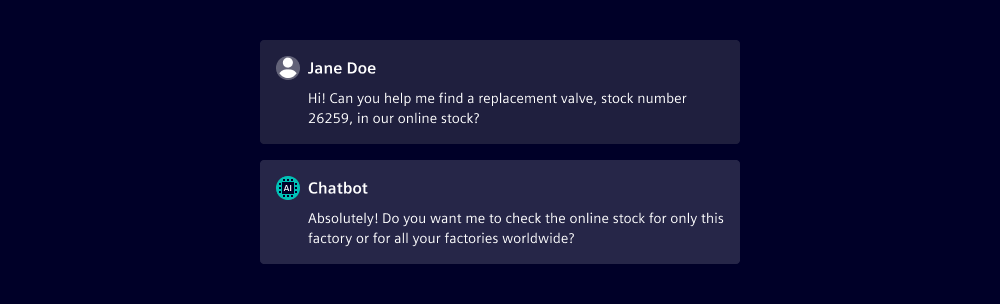 Jane Doe
Hi! Can you help me find a replacement valve, stock number
26259, in our online stock?
AI
Chatbot
Absolutely! Do you want me to check the online stock for only this
factory or for all your factories worldwide?